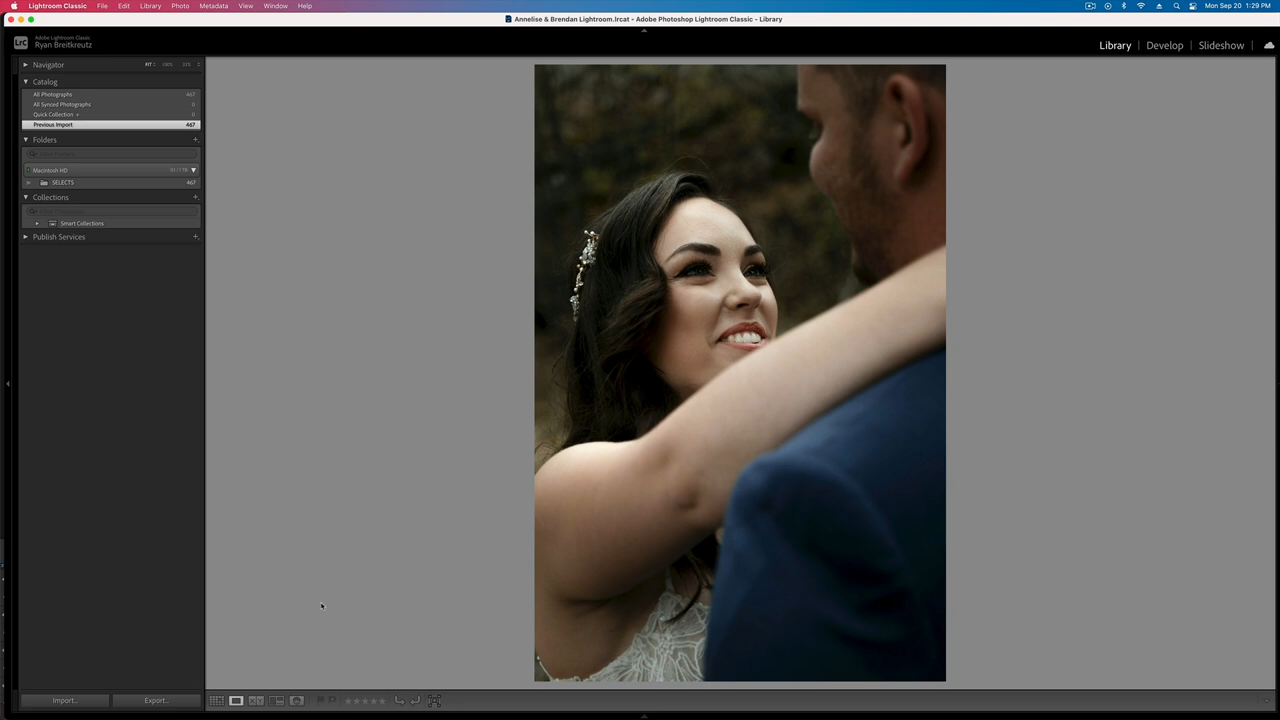 Lightroom Classic File Edit Library Photo Metadata View Window Help Mon Sep 20 1:29 PM
Annelise & Brendan Lightroom.lrcat - Adobe Photoshop Lightroom Classic - Library
LrC Adobe Lightroom Classic
Ryan Breitkreutz
Library | Develop | Slideshow |
Navigator FIT
Catalog
All Photographs 467
All Synced Photographs 0
Quick Collection + 0
Previous Import 467
Folders
Macintosh HD
SELECTS 467
Collections
Smart Collections
Publish Services
Import... Export...